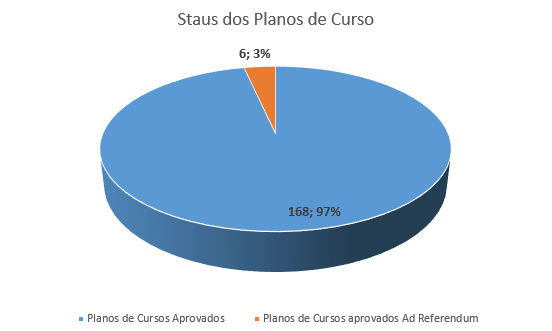 Staus dos Planos de Curso
6; 3%
168; 97%
Planos de Cursos Aprovados
Planos de Cursos aprovados Ad Referendum